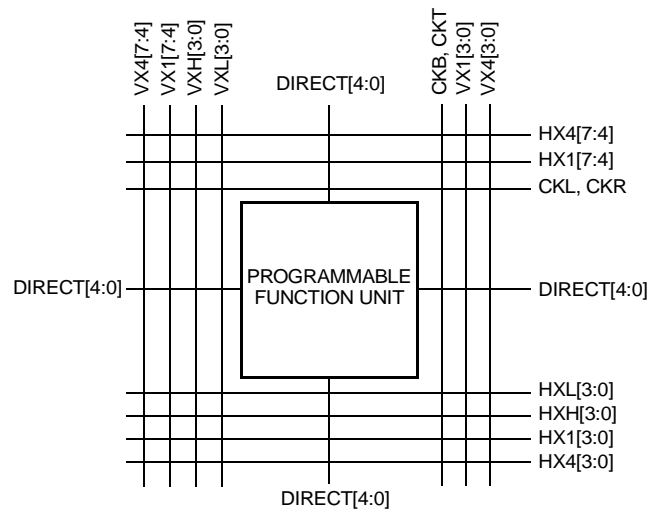 VX4[7:4]
VX1[7:4]
VXH[3:0]
VXL[3:0]
DIRECT[4:0]
CKB, CKT
VX1[3:0]
VX4[3:0]
HX4[7:4]
HX1[7:4]
CKL, CKR
DIRECT[4:0]
PROGRAMMABLE
FUNCTION UNIT
DIRECT[4:0]
HXL[3:0]
HXH[3:0]
HX1[3:0]
HX4[3:0]
DIRECT[4:0]